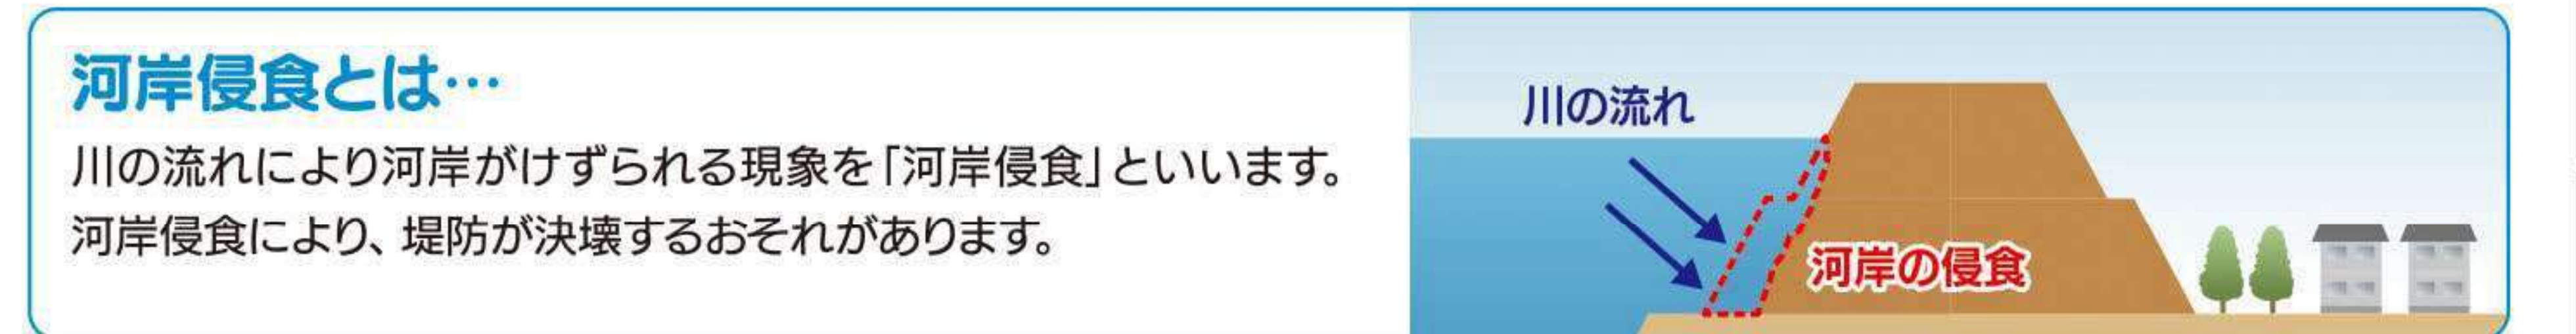 河岸侵食とは…
川の流れにより河岸がけずられる現象を「河岸侵食」といいます。
河岸侵食により、堤防が決壊するおそれがあります。
川の流れ
河岸の侵食